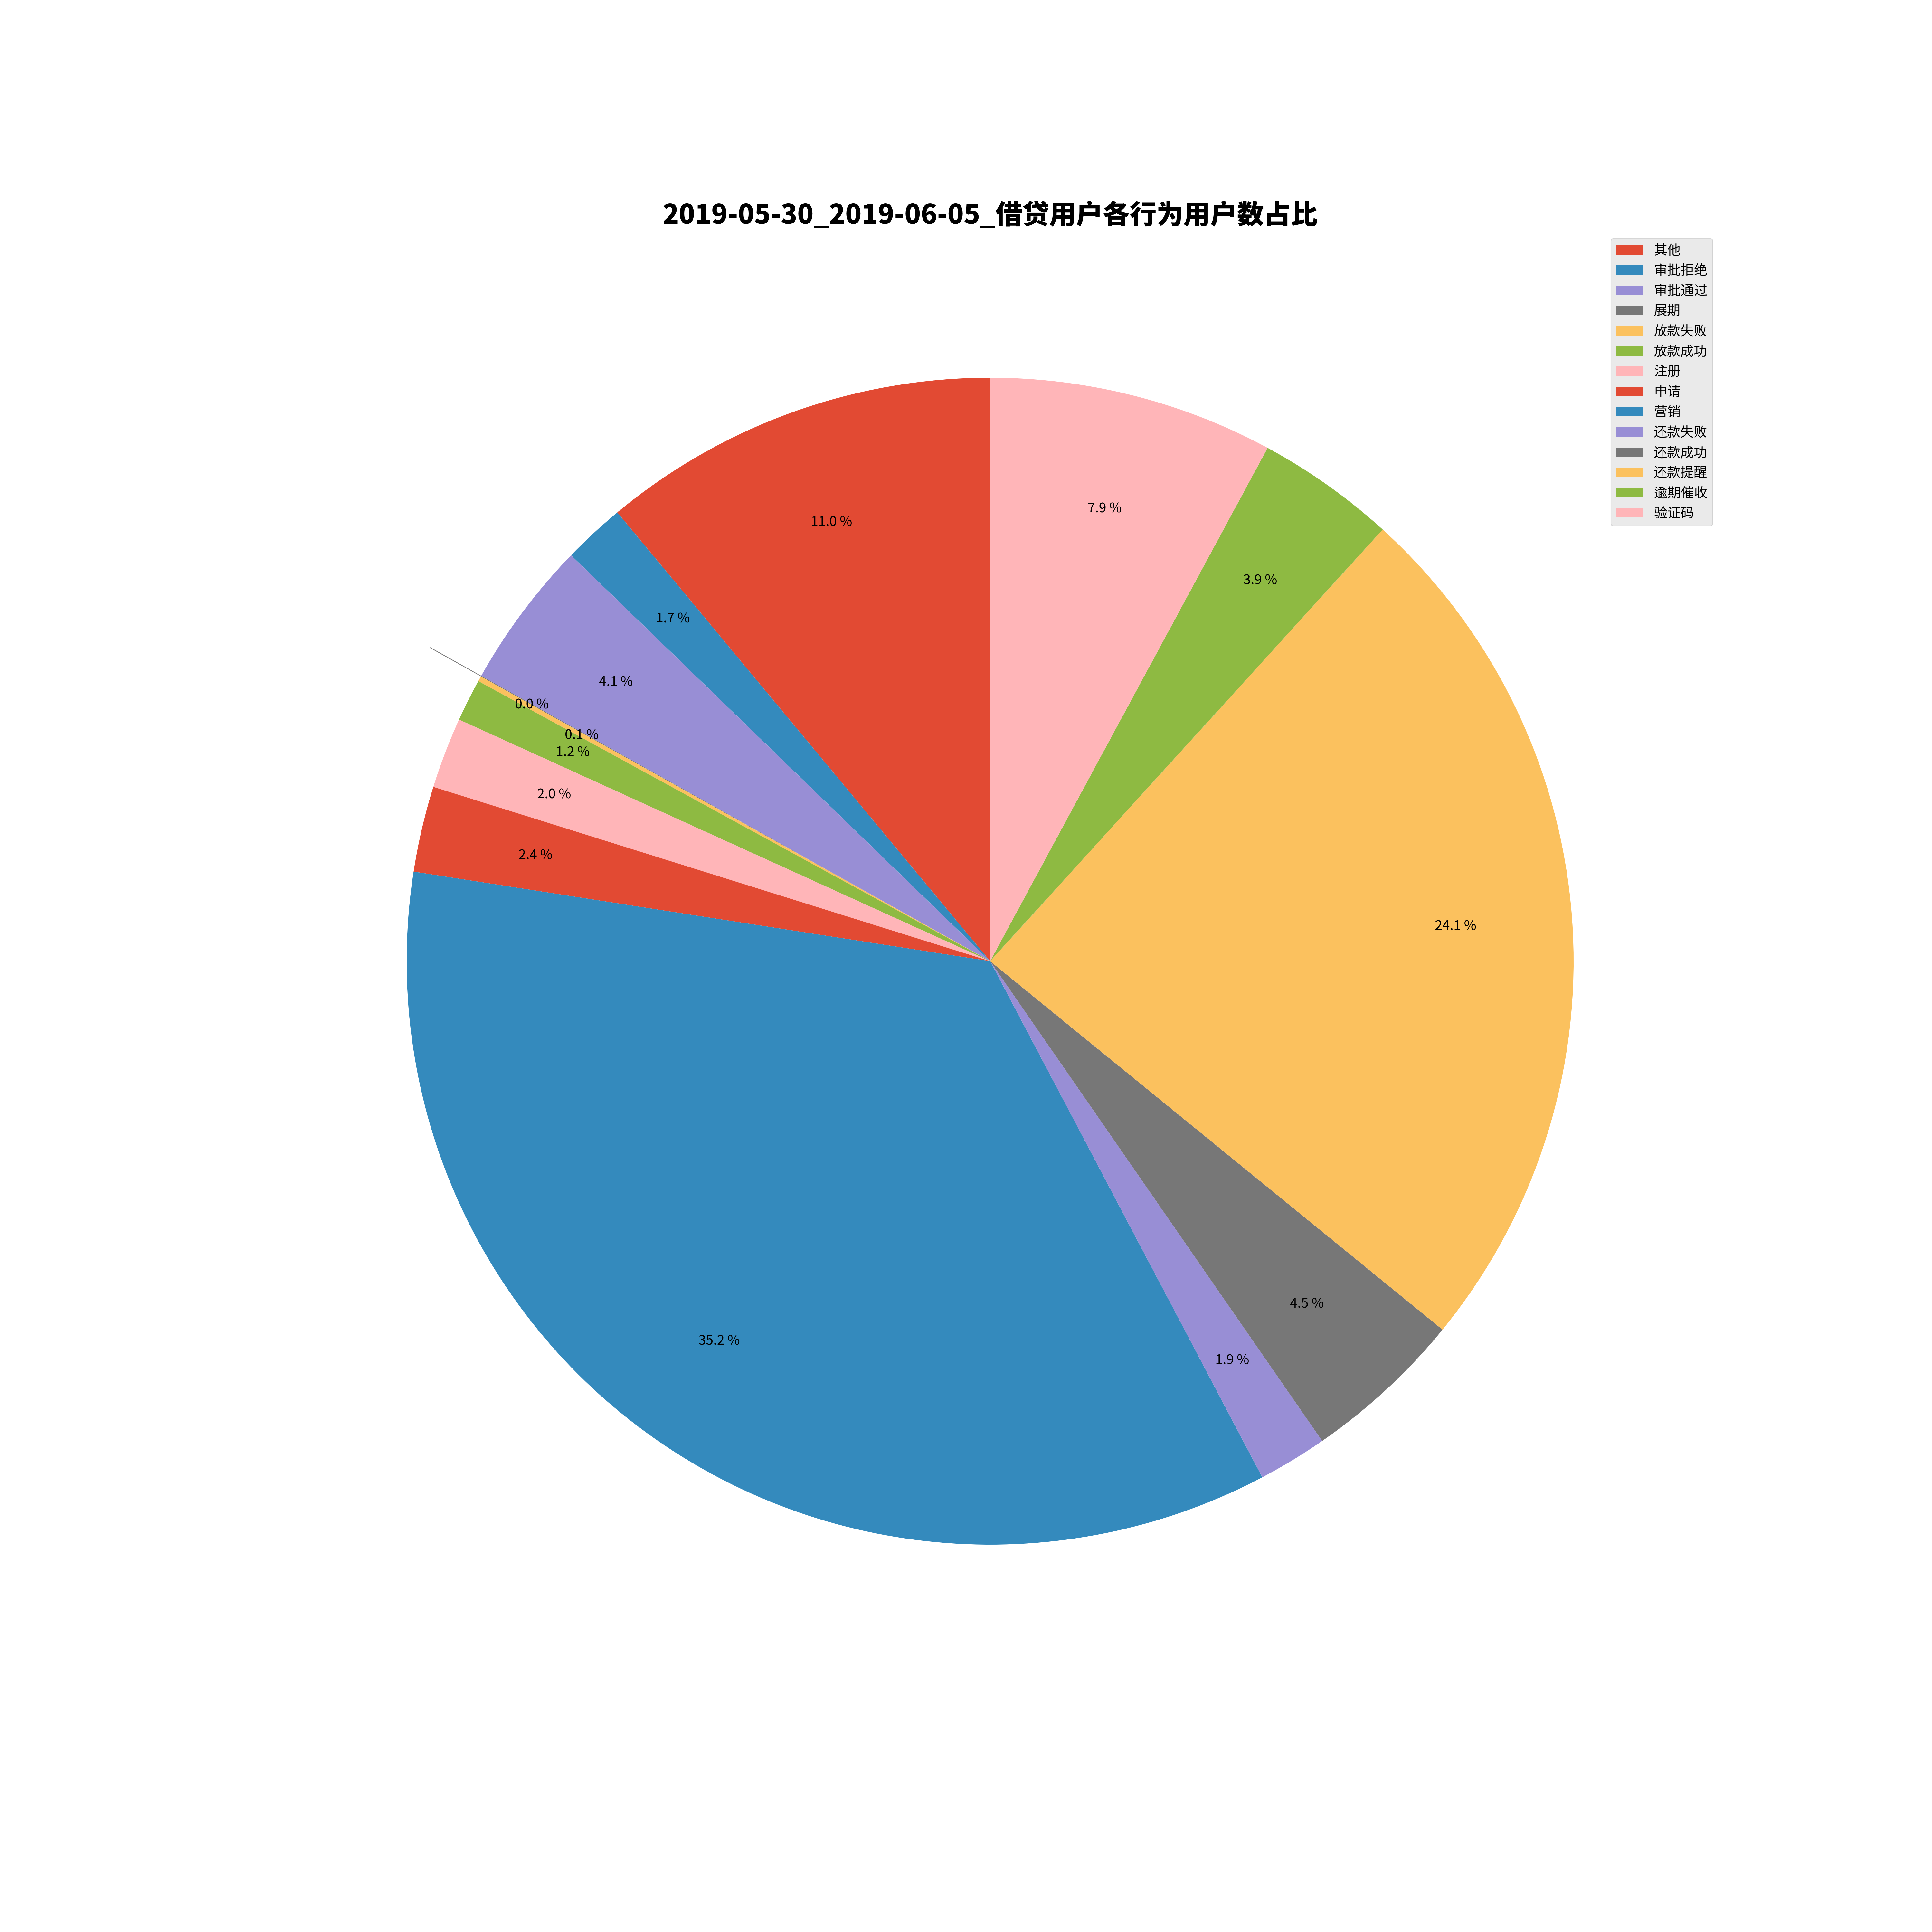 2019-05-30_2019-06-05_借贷用户各行为用户数占比
其他
审批拒绝
审批通过
展期
放款失败
放款成功
注册
申请
营销
还款失败
还款成功
还款提醒
逾期催收
验证码
7.9 %
11.0 %
3.9 %
1.7 %
4.1 %
0.0 %
0.1 %
1.2 %
2.0 %
2.4 %
24.1 %
4.5 %
35.2 %
1.9 %